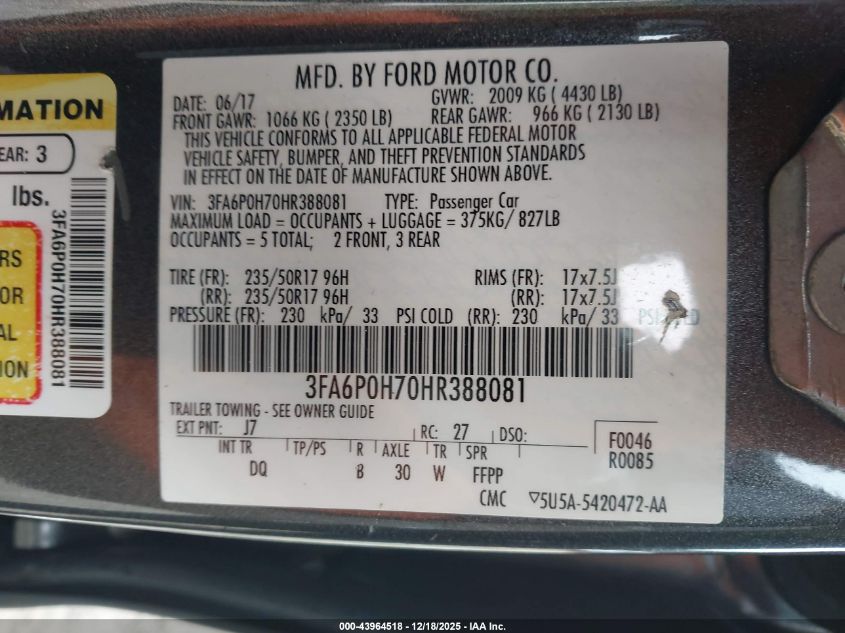 MATION
EAR: 3
lbs.
3FA6P0H70HR388081
RS
OR
AL
ION
MFD. BY FORD MOTOR CO.
DATE: 06/17 GVWR: 2009 KG ( 4430 LB)
FRONT GAWR: 1066 KG ( 2350 LB) REAR GAWR: 966 KG ( 2130 LB)
THIS VEHICLE CONFORMS TO ALL APPLICABLE FEDERAL MOTOR
VEHICLE SAFETY, BUMPER, AND THEFT PREVENTION STANDARDS
IN EFFECT ON THE DATE OF MANUFACTURE SHOWN ABOVE.
VIN: 3FA6P0H70HR388081 TYPE: Passenger Car
MAXIMUM LOAD = OCCUPANTS + LUGGAGE = 375KG/ 827LB
OCCUPANTS = 5 TOTAL; 2 FRONT, 3 REAR
TIRE (FR): 235/50R17 96H RIMS (FR): 17x7.5J
(RR): 235/50R17 96H (RR): 17x7.5J
PRESSURE (FR): 230 kPa/ 33 PSI COLD (RR): 230 kPa/ 33 PSI
3FA6P0H70HR388081
TRAILER TOWING - SEE OWNER GUIDE
EXT PNT: J7 RC: 27 DSO: F0046
INT TR TP/PS R AXLE TR SPR R0085
DQ B 30 W FFPP
CMC ▽5U5A-5420472-AA
000-43964518 - 12/18/2025 - IAA Inc.